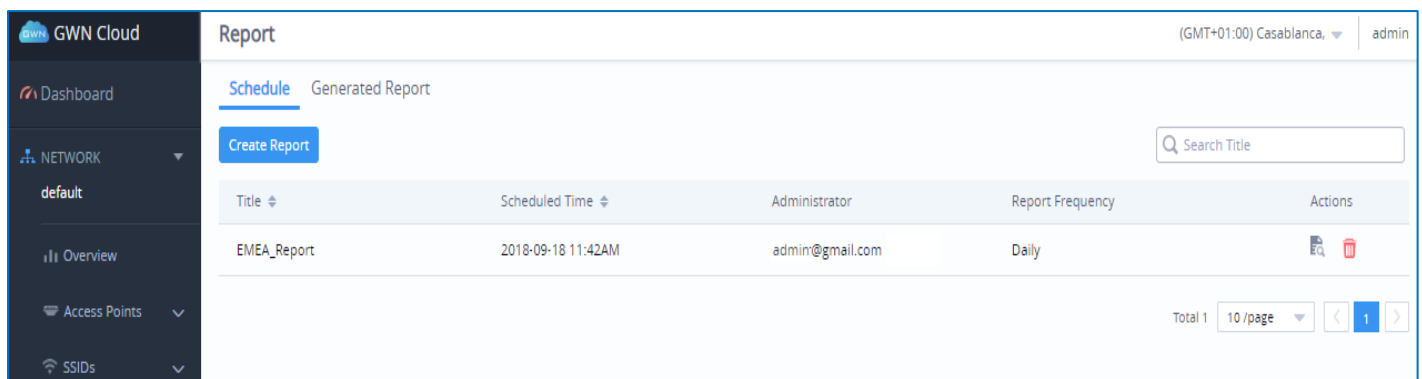 GWN GWN Cloud
Report
(GMT+01:00) Casablanca,
admin
Dashboard
Schedule Generated Report
NETWORK
Create Report
Search Title
default
Title Scheduled Time Administrator Report Frequency Actions
EMEA_Report 2018-09-18 11:42AM admin@gmail.com Daily
Overview
Access Points
Total 1 10 /page 1
SSIDs